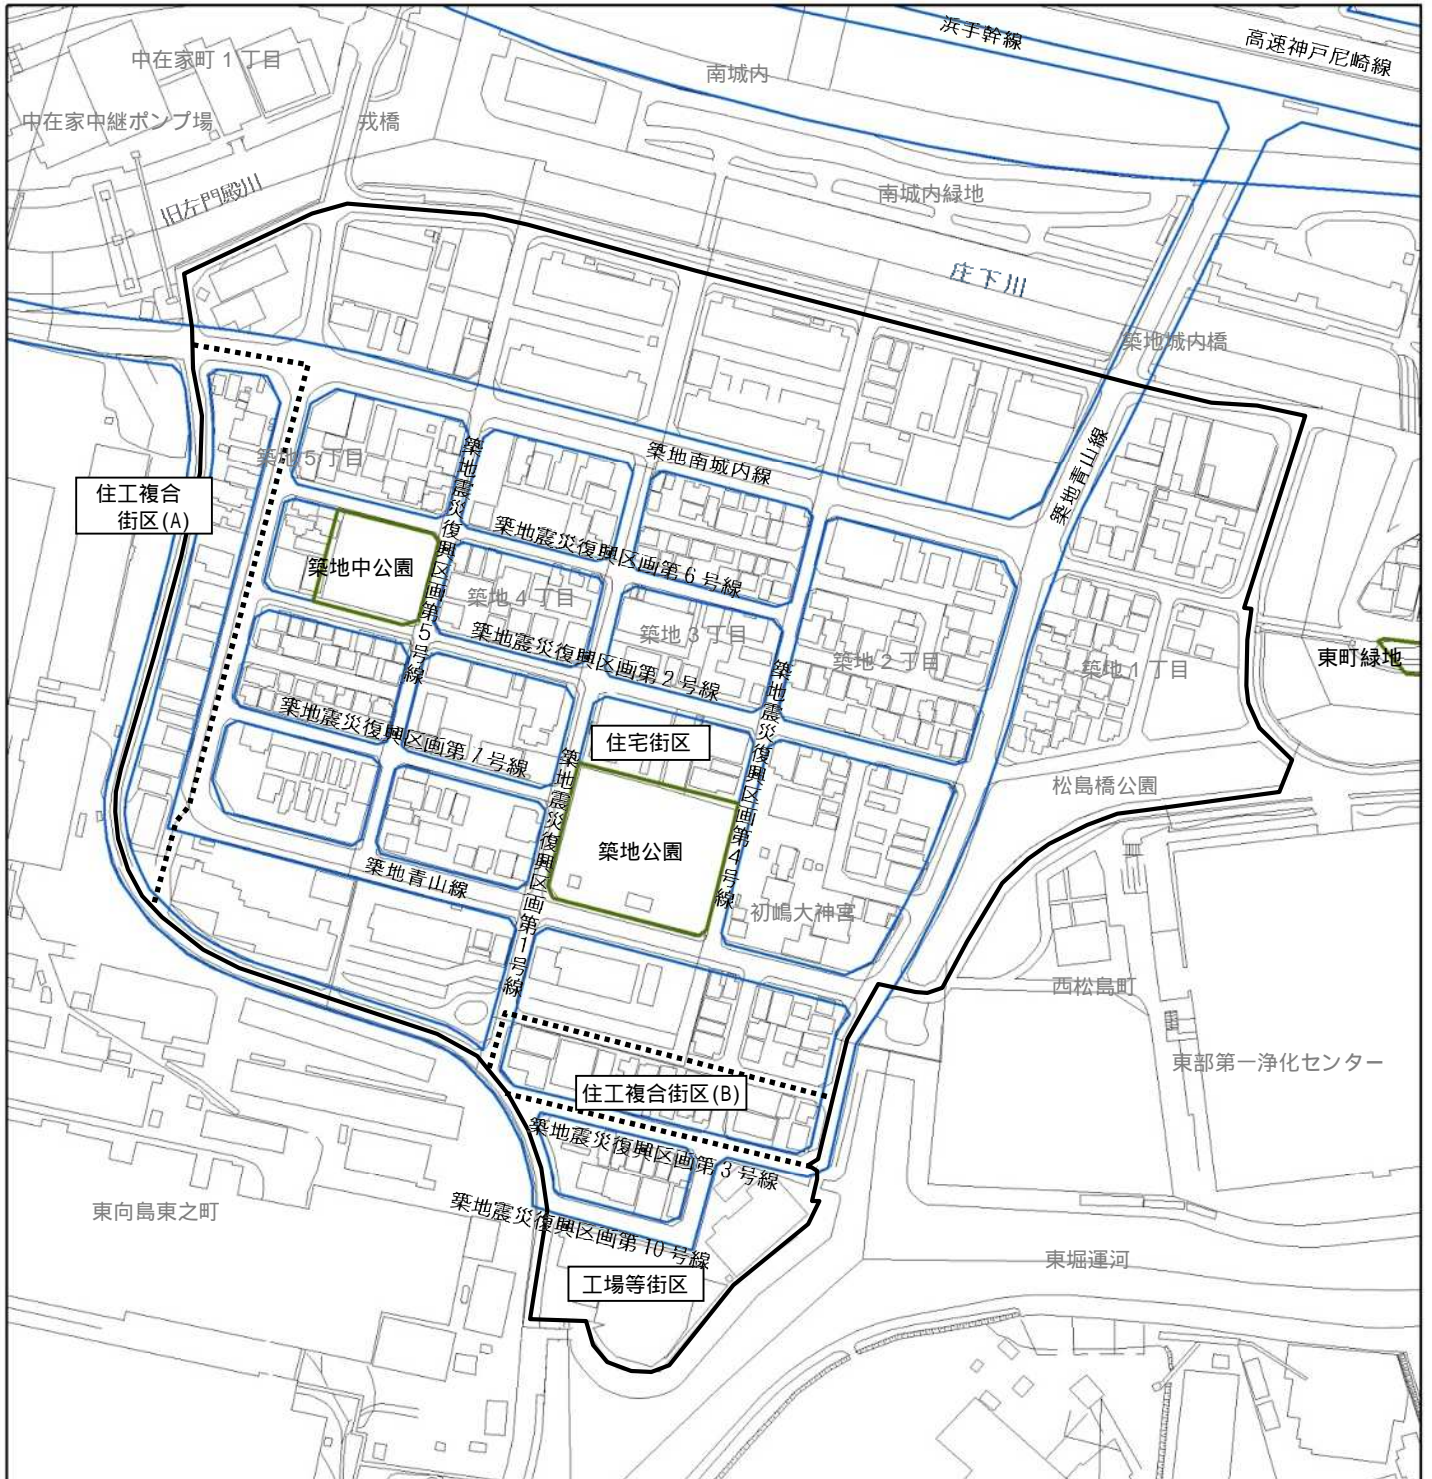 浜手幹線
高速神戸尼崎線
中在家町１丁目
南城内
中在家中継ポンプ場
戎橋
旧左門殿川
南城内緑地
庄下川
築地城内橋
築地青山線
築地南城内線
築地５丁目
築地震災復興区画第5号線
住工複合
街区(A)
築地震災復興区画第６号線
築地中公園
築地４丁目
築地３丁目
築地震災復興区画第２号線
築地２丁目
築地１丁目
東町緑地
築地震災復興区画第4号線
築地震災復興区画第７号線
住宅街区
築地震災復興区画第1号線
松島橋公園
築地公園
築地青山線
初嶋大神宮
西松島町
東部第一浄化センター
住工複合街区(B)
築地震災復興区画第３号線
東向島東之町
築地震災復興区画第10号線
東堀運河
工場等街区